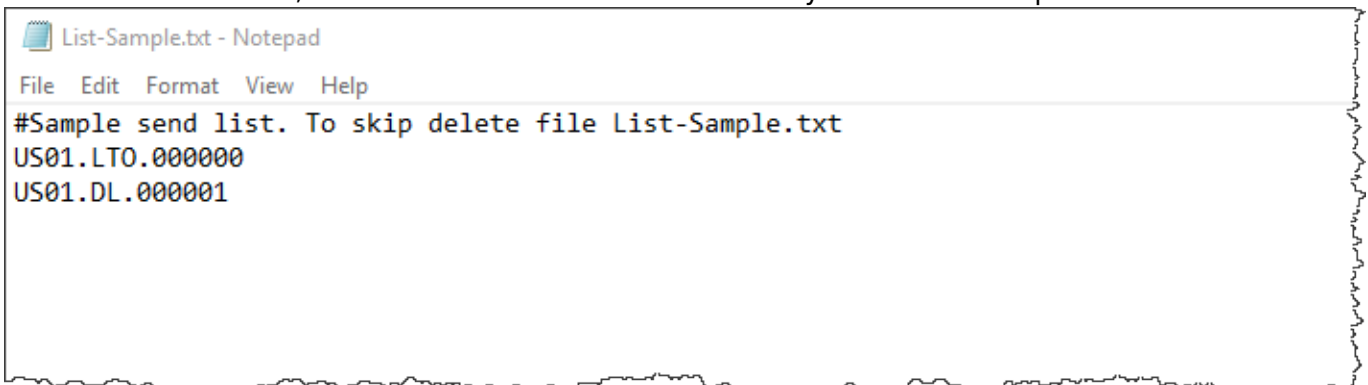 List-Sample.txt - Notepad
File Edit Format View Help
#Sample send list. To skip delete file List-Sample.txt
US01.LTO.000000
US01.DL.000001